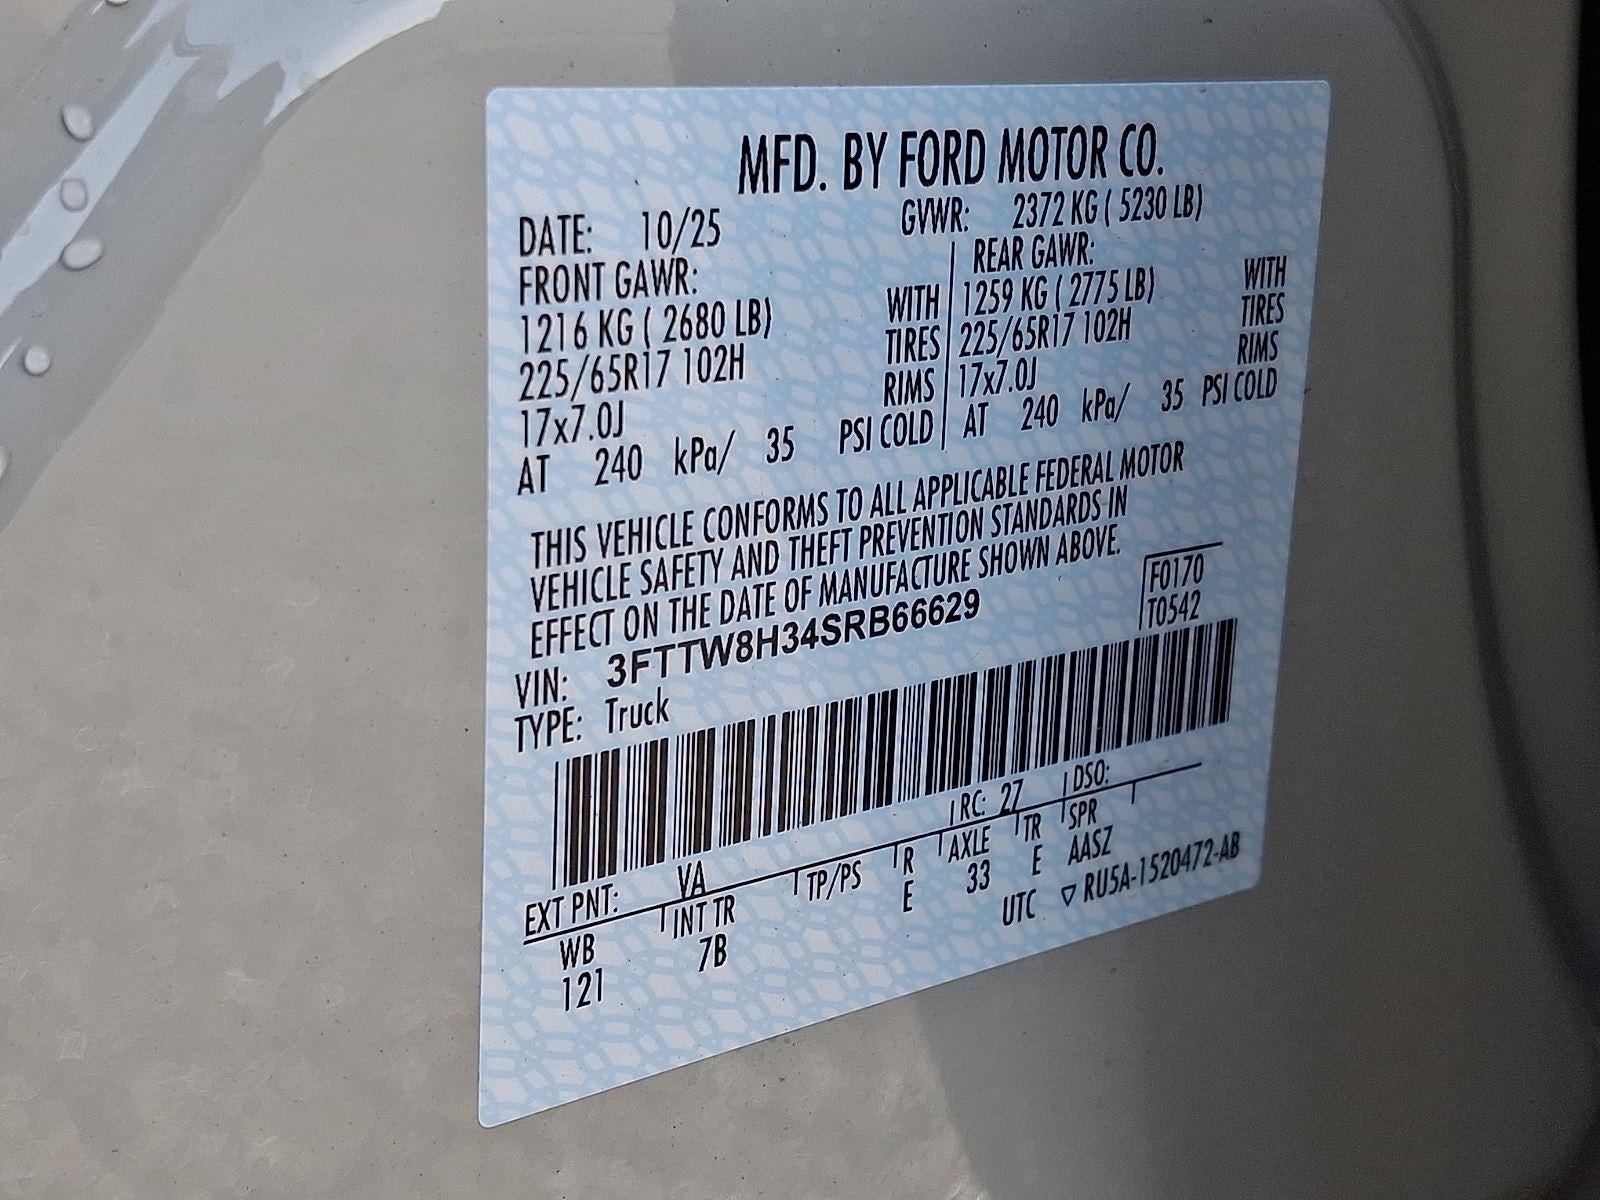 MFD. BY FORD MOTOR CO.
DATE: 10/25 GVWR: 2372 KG ( 5230 LB)
FRONT GAWR: REAR GAWR:
1216 KG ( 2680 LB) WITH 1259 KG ( 2775 LB) WITH
225/65R17 102H TIRES 225/65R17 102H TIRES
17x7.0J RIMS 17x7.0J RIMS
AT 240 kPa/ 35 PSI COLD AT 240 kPa/ 35 PSI COLD
THIS VEHICLE CONFORMS TO ALL APPLICABLE FEDERAL MOTOR
VEHICLE SAFETY AND THEFT PREVENTION STANDARDS IN
EFFECT ON THE DATE OF MANUFACTURE SHOWN ABOVE.
F0170
VIN: 3FTTW8H34SRB66629 T0542
TYPE: Truck
EXT PNT: VA RC: 27 DSO:
WB INT TR TP/PS R AXLE TR SPR
121 7B E 33 E AASZ
UTC ▽ RU5A-1520472-AB